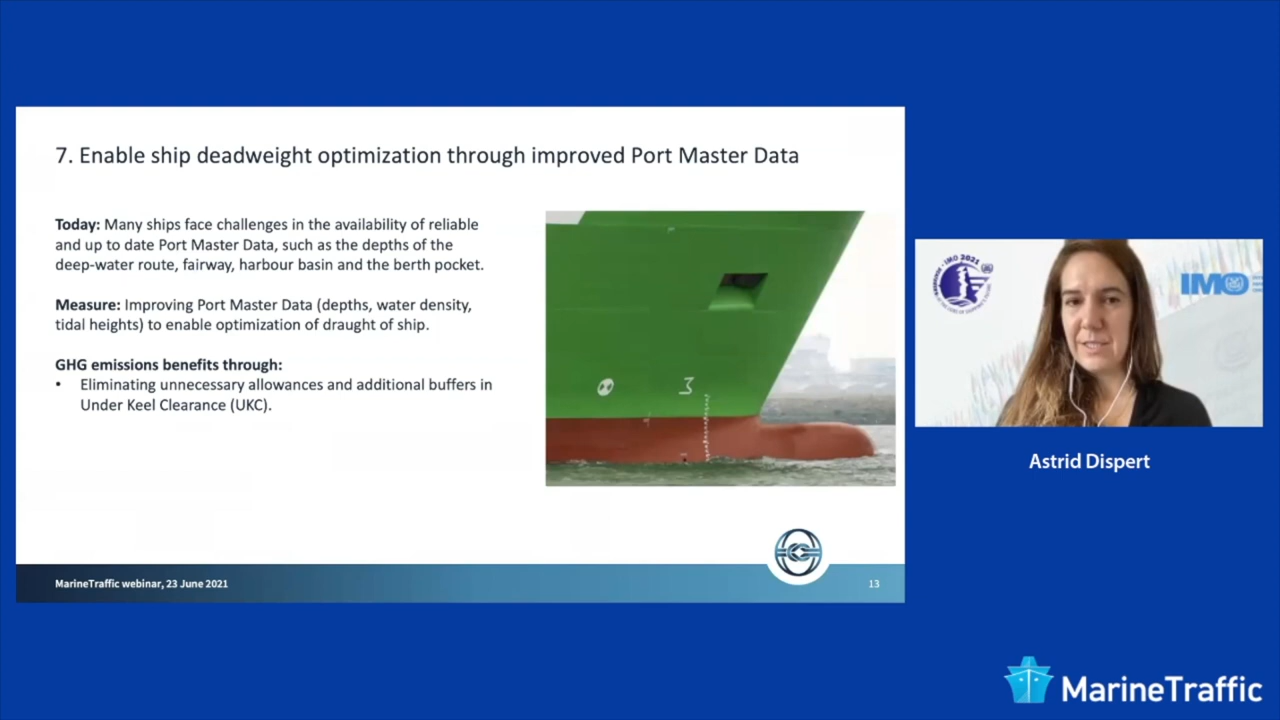 7. Enable ship deadweight optimization through improved Port Master Data
Today: Many ships face challenges in the availability of reliable
and up to date Port Master Data, such as the depths of the
deep-water route, fairway, harbour basin and the berth pocket.
Measure: Improving Port Master Data (depths, water density,
tidal heights) to enable optimization of draught of ship.
GHG emissions benefits through:
• Eliminating unnecessary allowances and additional buffers in
Under Keel Clearance (UKC).
MarineTraffic webinar, 23 June 2021
13
IMO 2021
IMO
Astrid Dispert
MarineTraffic